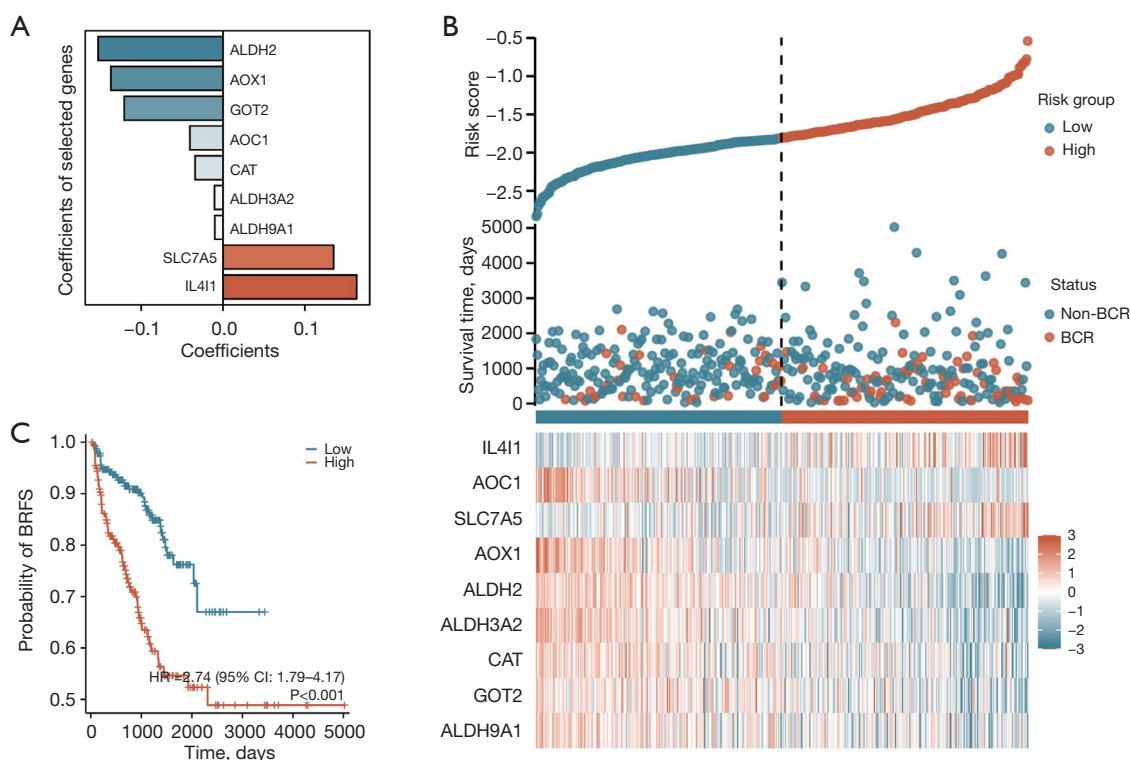 A
Coefficients of selected genes
ALDH2
AOX1
GOT2
AOC1
CAT
ALDH3A2
ALDH9A1
SLC7A5
IL4I1
−0.1 0.0 0.1
Coefficients
B
Risk score
−0.5
−1.0
−1.5
−2.0
−2.5
Risk group
Low
High
Survival time, days
5000
4000
3000
2000
1000
0
Status
Non-BCR
BCR
IL4I1
AOC1
SLC7A5
AOX1
ALDH2
ALDH3A2
CAT
GOT2
ALDH9A1
3
2
1
0
−1
−2
−3
C
Probability of BRFS
1.0
0.9
0.8
0.7
0.6
0.5
Low
High
HR =2.74 (95% CI: 1.79–4.17)
P<0.001
0 1000 2000 3000 4000 5000
Time, days